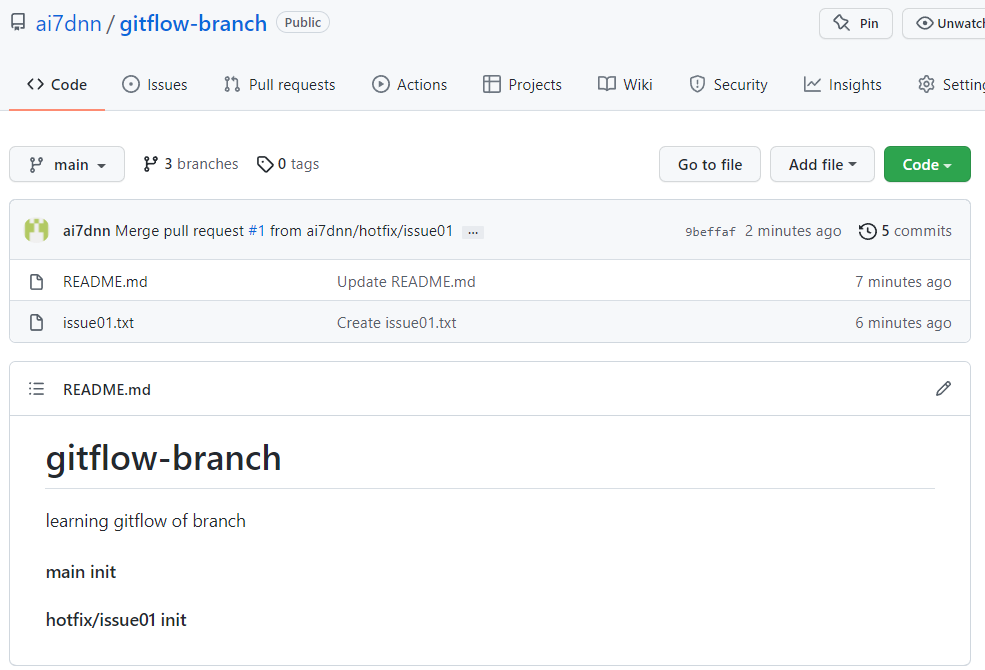 ai7dnn / gitflow-branch Public Pin Unwatch
Code Issues Pull requests Actions Projects Wiki Security Insights Setting
main 3 branches 0 tags Go to file Add file Code
ai7dnn Merge pull request #1 from ai7dnn/hotfix/issue01 ... 9beffaf 2 minutes ago 5 commits
README.md Update README.md 7 minutes ago
issue01.txt Create issue01.txt 6 minutes ago
README.md
gitflow-branch
learning gitflow of branch
main init
hotfix/issue01 init